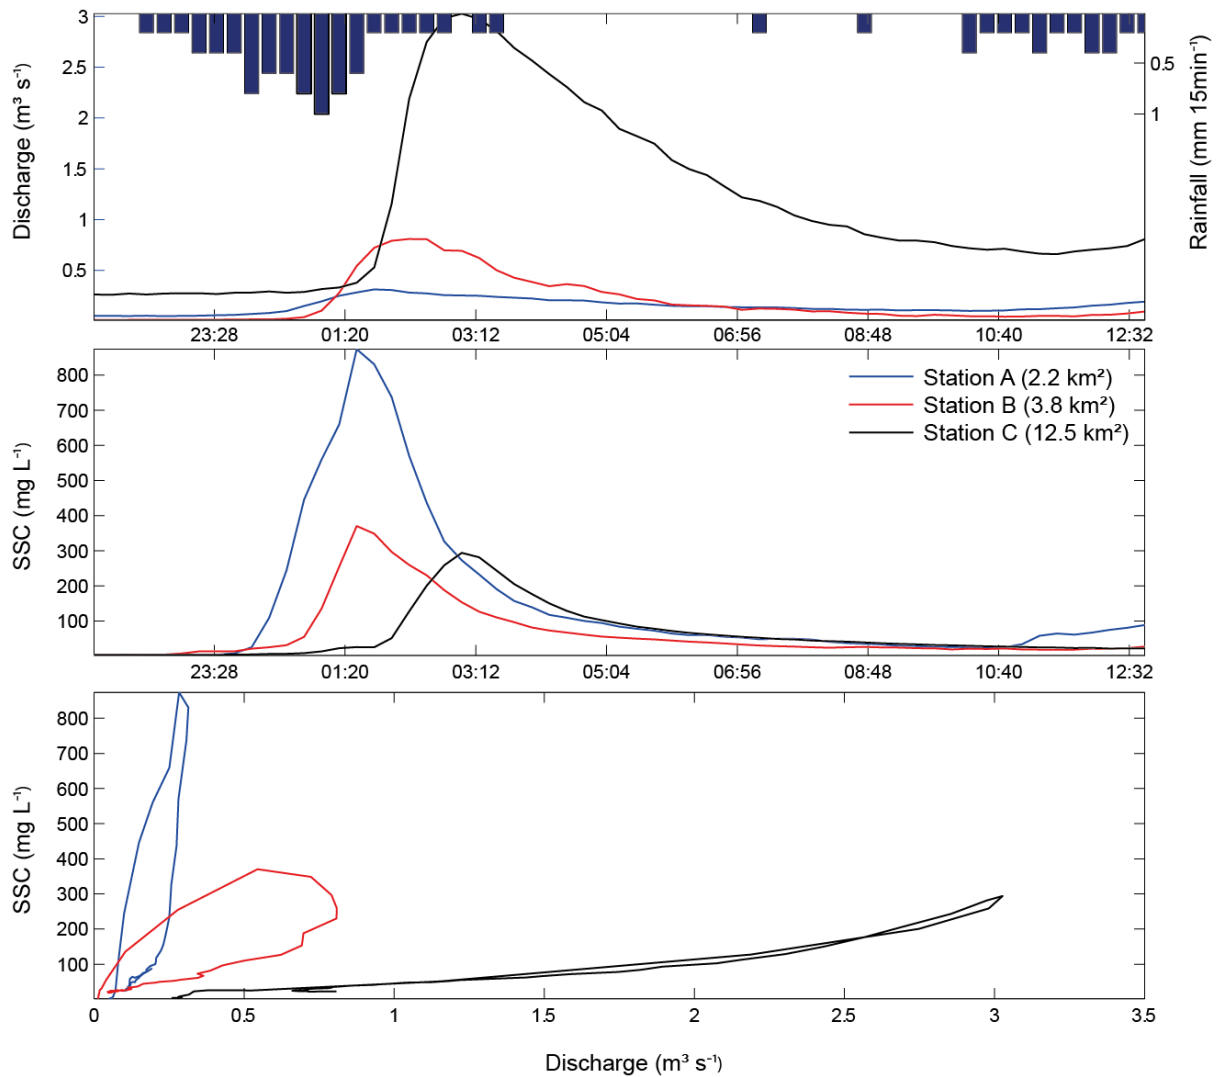 3
2.5
2
1.5
1
0.5
Discharge (m³ s⁻¹)
0.5
1
Rainfall (mm 15min⁻¹)
23:28 01:20 03:12 05:04 06:56 08:48 10:40 12:32
800
700
600
500
400
300
200
100
SSC (mg L⁻¹)
Station A (2.2 km²)
Station B (3.8 km²)
Station C (12.5 km²)
23:28 01:20 03:12 05:04 06:56 08:48 10:40 12:32
800
700
600
500
400
300
200
100
SSC (mg L⁻¹)
0 0.5 1 1.5 2 2.5 3 3.5
Discharge (m³ s⁻¹)